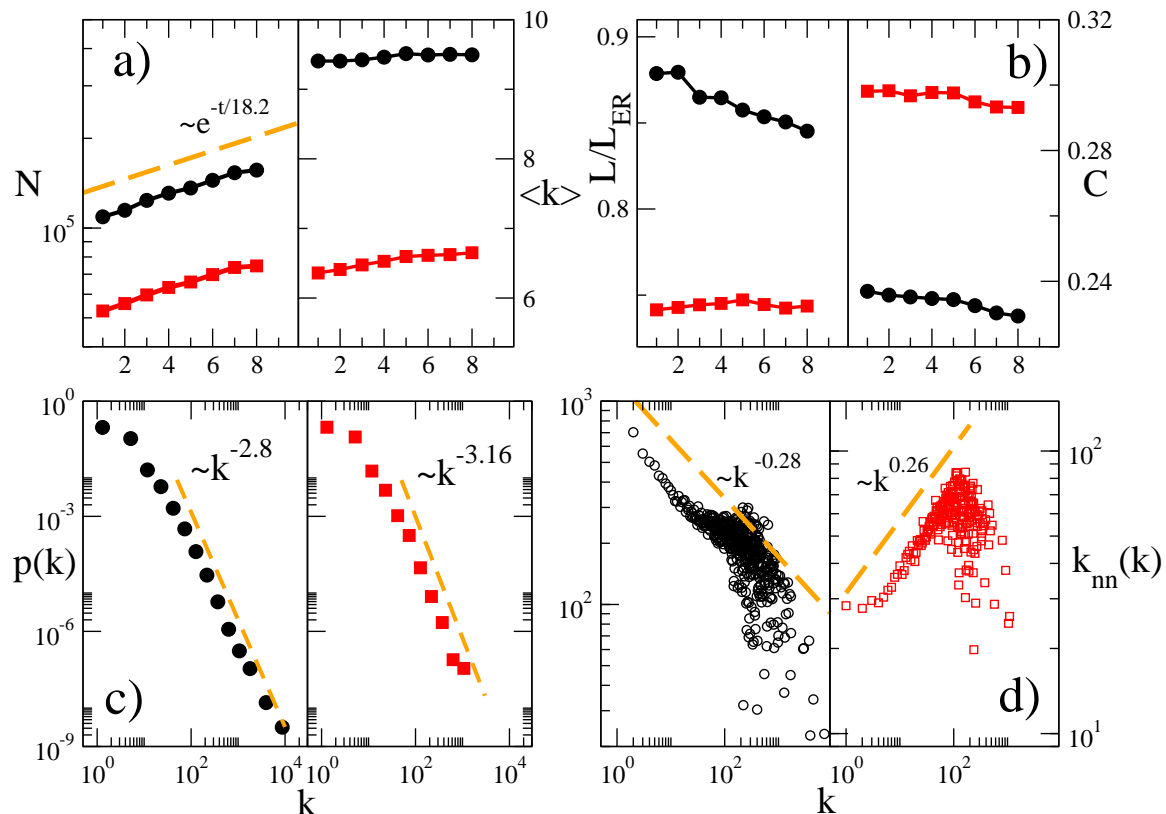 a)
~e^-t/18.2
N
10^5
2 4 6 8 2 4 6 8
10
8
<k>
6
b)
0.9
L/L_ER
0.8
2 4 6 8 2 4 6 8
0.32
0.28
C
0.24
c)
10^0
10^-3
p(k)
10^-6
10^-9
~k^-2.8
~k^-3.16
10^0 10^2 10^4 10^0 10^2 10^4
k
d)
10^3
10^2
~k^-0.28
~k^0.26
10^2
k_nn(k)
10^1
10^0 10^2 10^0 10^2
k